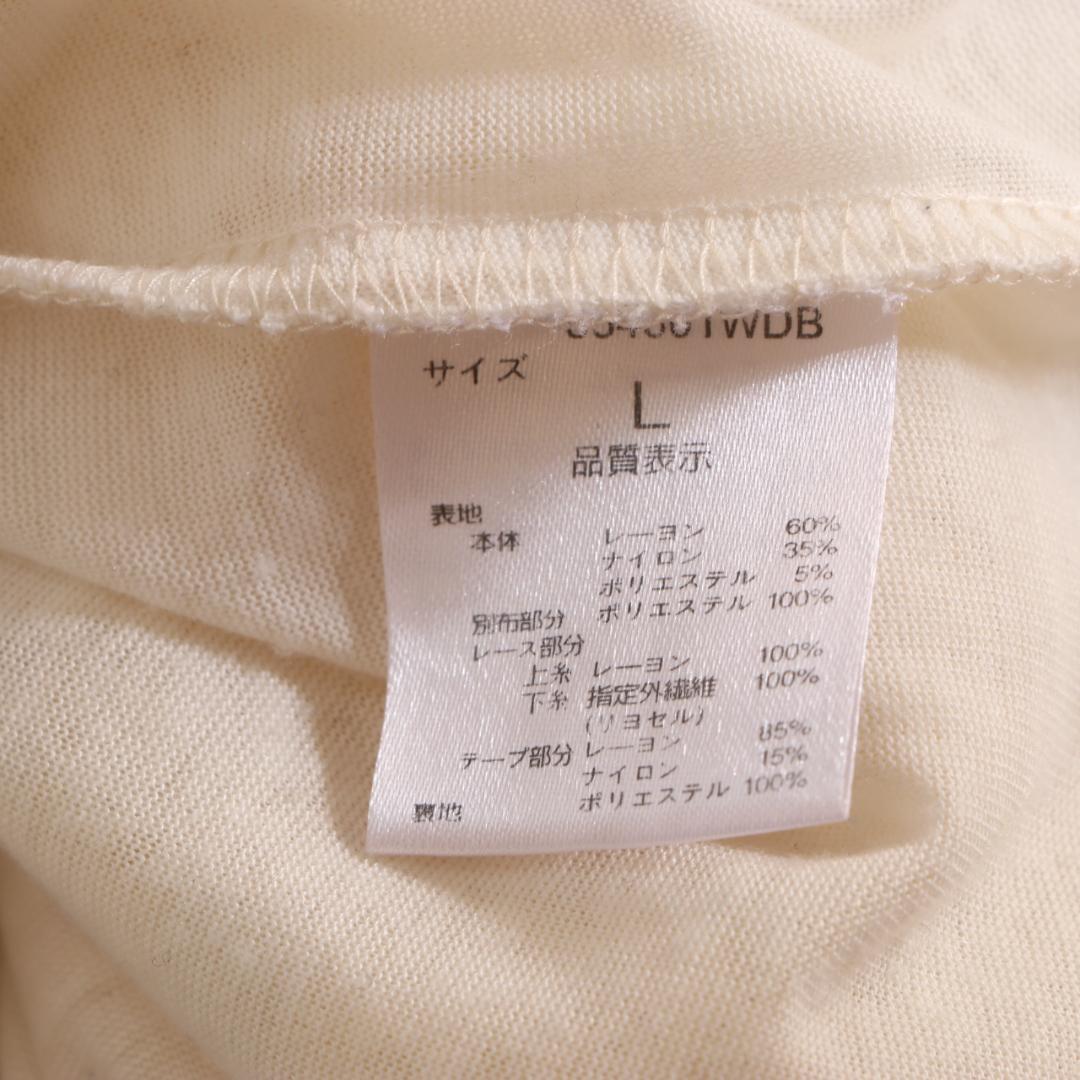 1WDB
サイズ
L
品質表示
表地
本体 レーヨン 60%
ナイロン 35%
ポリエステル 5%
別布部分 ポリエステル 100%
レース部分
上糸 レーヨン 100%
下糸 指定外繊維 100%
(リヨセル)
テープ部分 レーヨン 85%
ナイロン 15%
裏地 ポリエステル 100%